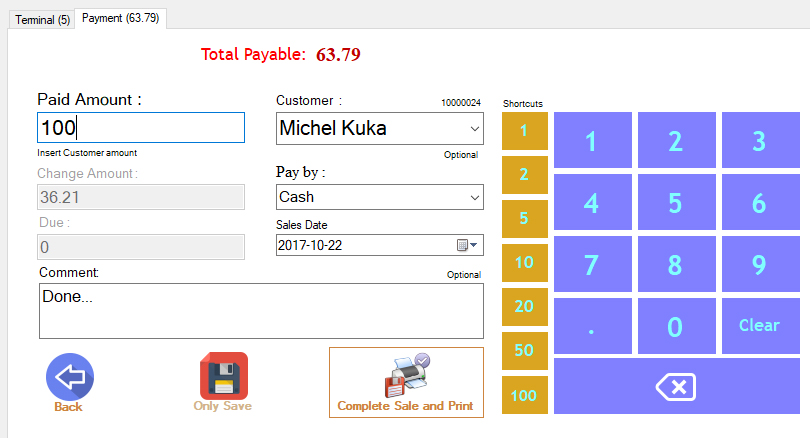 Terminal (5)
Payment (63.79)
Total Payable: 63.79
Paid Amount :
100
Insert Customer amount
Change Amount :
36.21
Due :
0
Customer :
10000024
Michel Kuka
Optional
Pay by :
Cash
Sales Date
2017-10-22
Comment:
Optional
Done...
Back
Only Save
Complete Sale and Print
Shortcuts
1
2
5
10
20
50
100
1 2 3
4 5 6
7 8 9
. 0 Clear